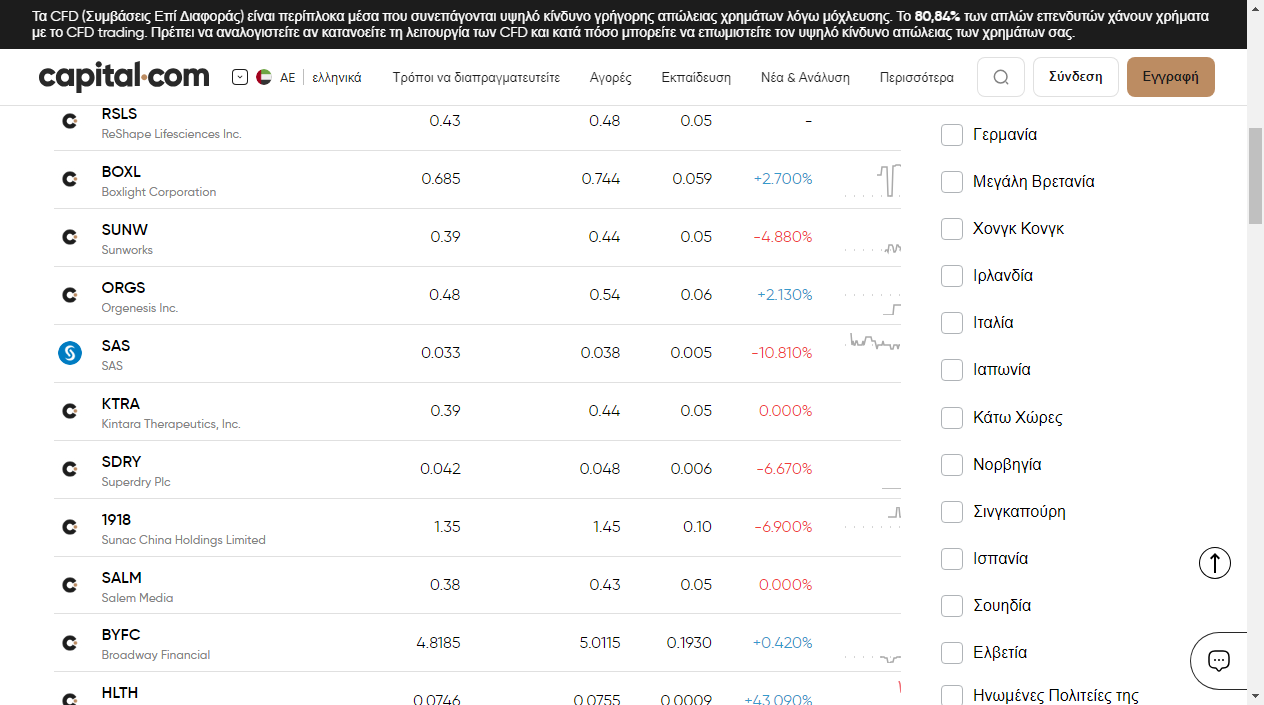 Τα CFD (Συμβάσεις Επί Διαφοράς) είναι περίπλοκα μέσα που συνεπάγονται υψηλό κίνδυνο γρήγορης απώλειας χρημάτων λόγω μόχλευσης. Το 80,84% των απλών επενδυτών χάνουν χρήματα
με το CFD trading. Πρέπει να αναλογιστείτε αν κατανοείτε τη λειτουργία των CFD και κατά πόσο μπορείτε να επωμιστείτε τον υψηλό κίνδυνο απώλειας των χρημάτων σας.
capital.com AE ελληνικά Τρόποι να διαπραγματευτείτε Αγορές Εκπαίδευση Νέα & Ανάλυση Περισσότερα Σύνδεση Εγγραφή
RSLS 0.43 0.48 0.05 -
ReShape Lifesciences Inc.
Γερμανία
BOXL 0.685 0.744 0.059 +2.700%
Boxlight Corporation
Μεγάλη Βρετανία
SUNW 0.39 0.44 0.05 -4.880%
Sunworks
Χονγκ Κονγκ
ORGS 0.48 0.54 0.06 +2.130%
Orgenesis Inc.
Ιρλανδία
Ιταλία
SAS 0.033 0.038 0.005 -10.810%
SAS
Ιαπωνία
KTRA 0.39 0.44 0.05 0.000%
Kintara Therapeutics, Inc.
Κάτω Χώρες
SDRY 0.042 0.048 0.006 -6.670%
Superdry Plc
Νορβηγία
1918 1.35 1.45 0.10 -6.900%
Sunac China Holdings Limited
Σινγκαπούρη
Ισπανία
SALM 0.38 0.43 0.05 0.000%
Salem Media
Σουηδία
BYFC 4.8185 5.0115 0.1930 +0.420%
Broadway Financial
Ελβετία
HLTH 0.0746 0.0755 0.0009 +43.090%
Ηνωμένες Πολιτείες της